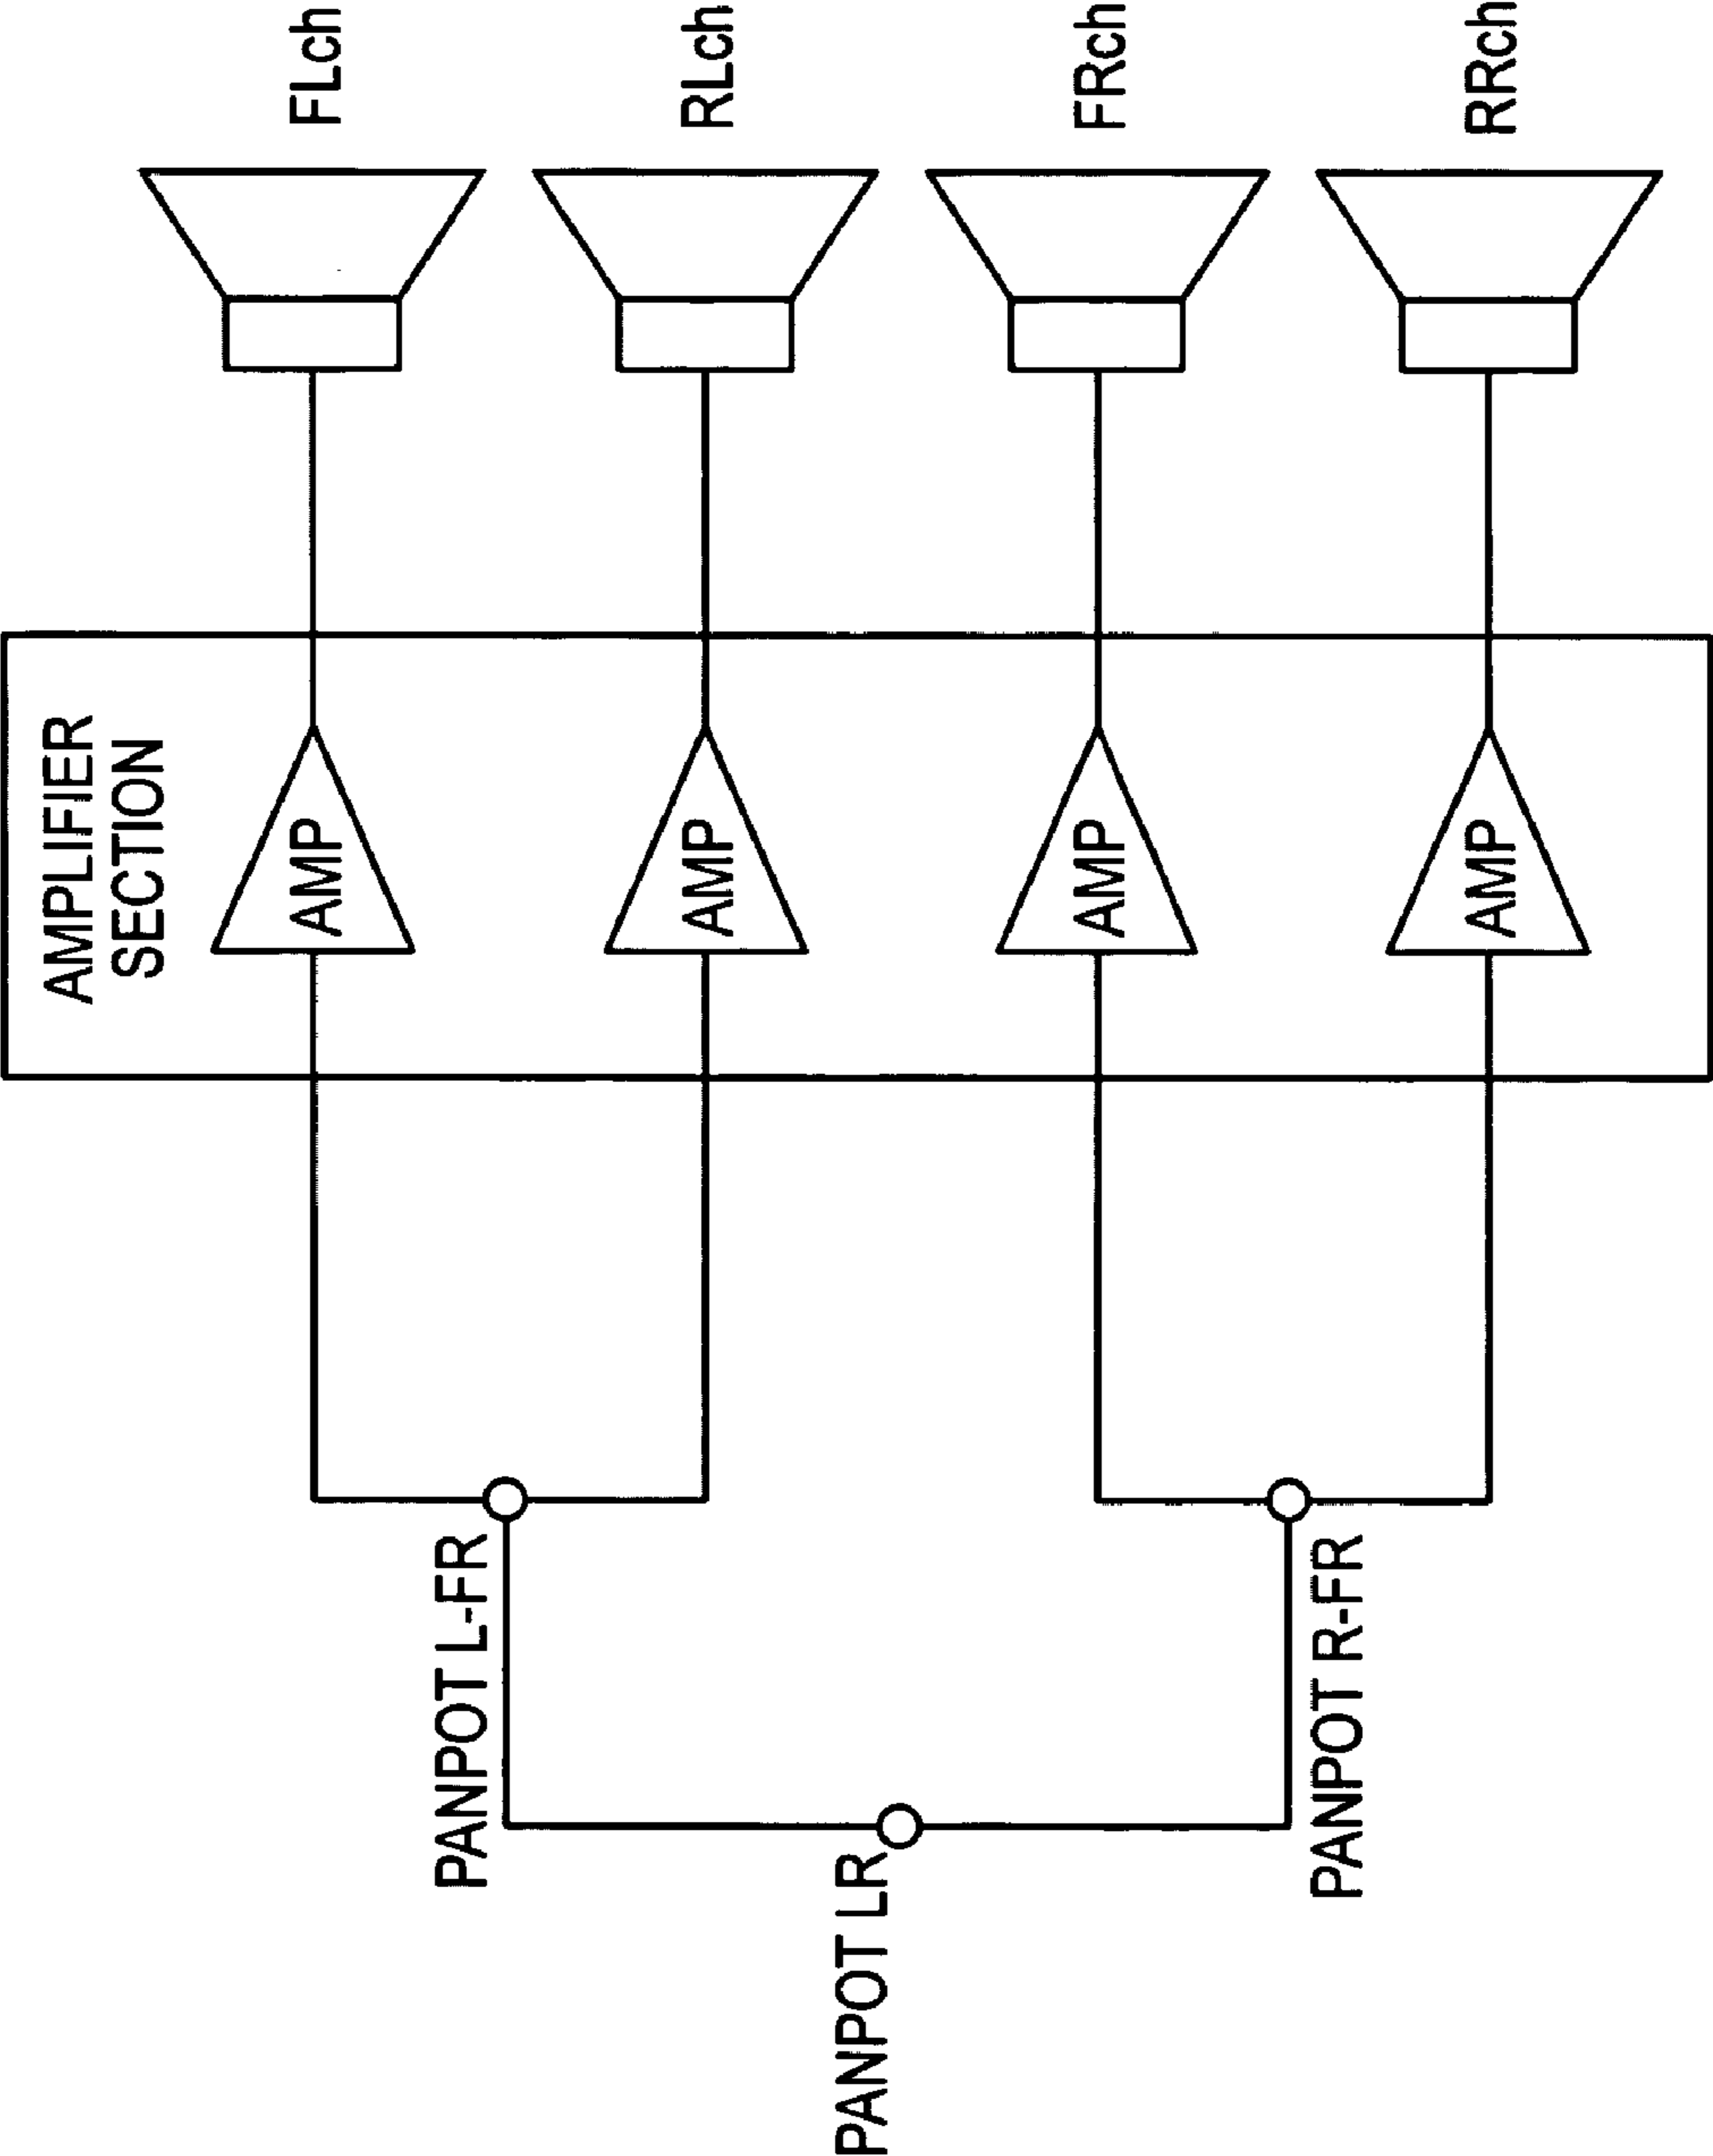 PANPOT LR
PANPOT L-FR
PANPOT R-FR
AMPLIFIER
SECTION
AMP
AMP
AMP
AMP
FLch
RLch
FRch
RRch